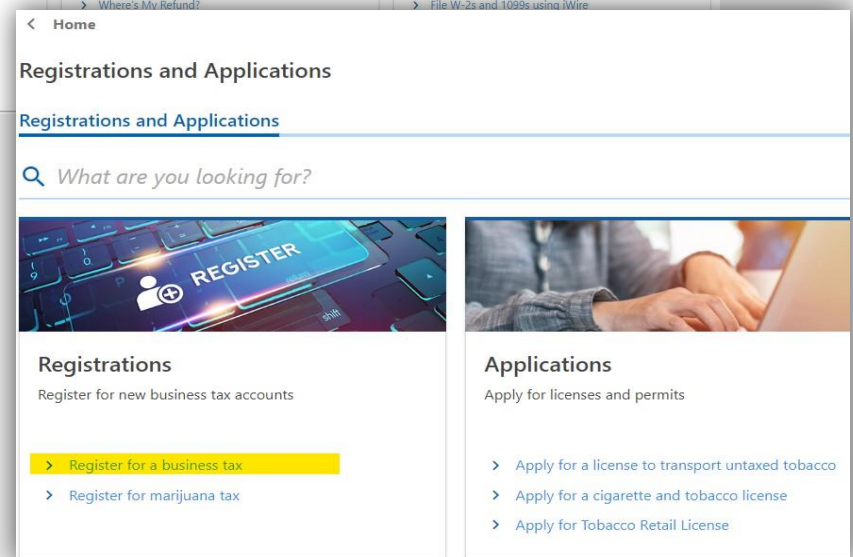 Where's My Refund?
File W-2s and 1099s using iWire
Home
Registrations and Applications
Registrations and Applications
What are you looking for?
REGISTER
shift
Registrations
Register for new business tax accounts
Register for a business tax
Register for marijuana tax
Applications
Apply for licenses and permits
Apply for a license to transport untaxed tobacco
Apply for a cigarette and tobacco license
Apply for Tobacco Retail License